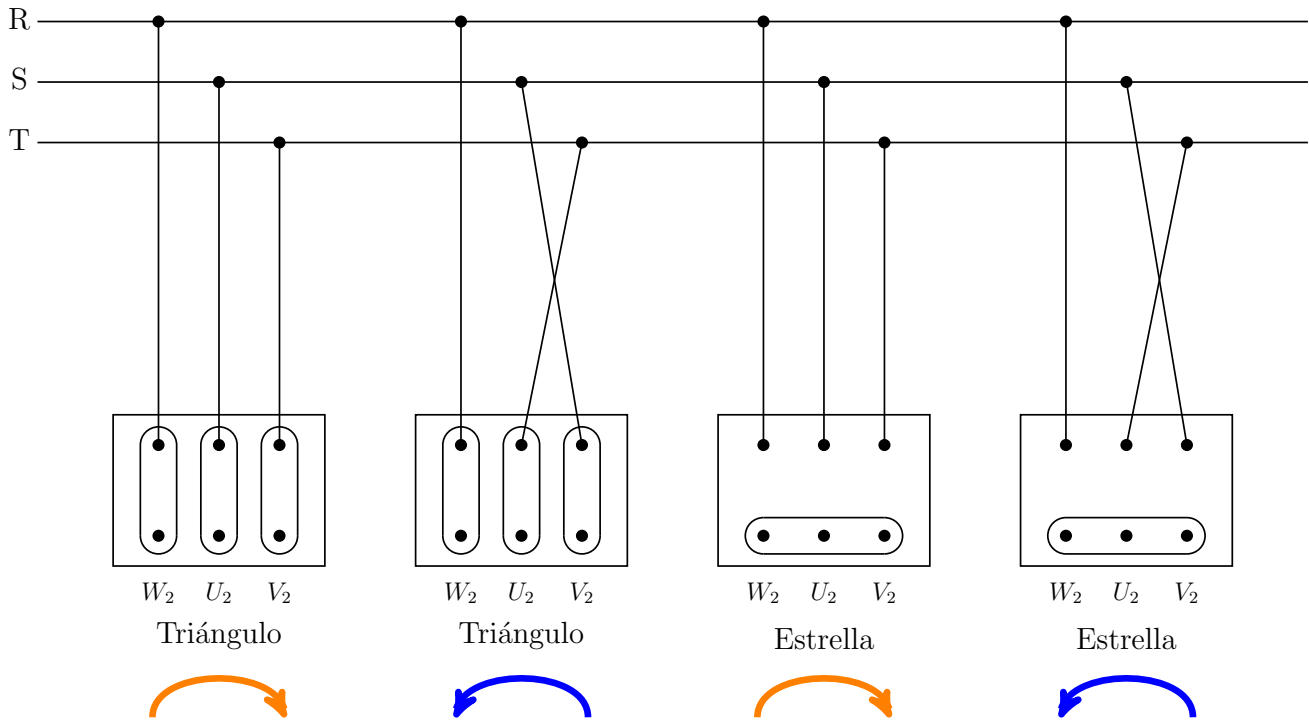 R
S
T
W₂ U₂ V₂
Triángulo
W₂ U₂ V₂
Triángulo
W₂ U₂ V₂
Estrella
W₂ U₂ V₂
Estrella